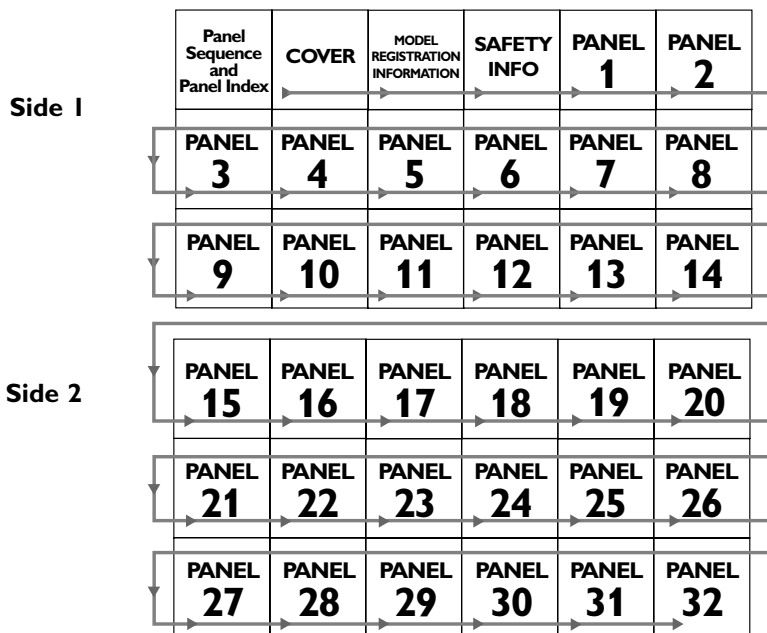 Panel
Sequence
and
Panel Index
COVER
MODEL
REGISTRATION
INFORMATION
SAFETY
INFO
PANEL
1
PANEL
2
Side 1
PANEL
3
PANEL
4
PANEL
5
PANEL
6
PANEL
7
PANEL
8
PANEL
9
PANEL
10
PANEL
11
PANEL
12
PANEL
13
PANEL
14
Side 2
PANEL
15
PANEL
16
PANEL
17
PANEL
18
PANEL
19
PANEL
20
PANEL
21
PANEL
22
PANEL
23
PANEL
24
PANEL
25
PANEL
26
PANEL
27
PANEL
28
PANEL
29
PANEL
30
PANEL
31
PANEL
32